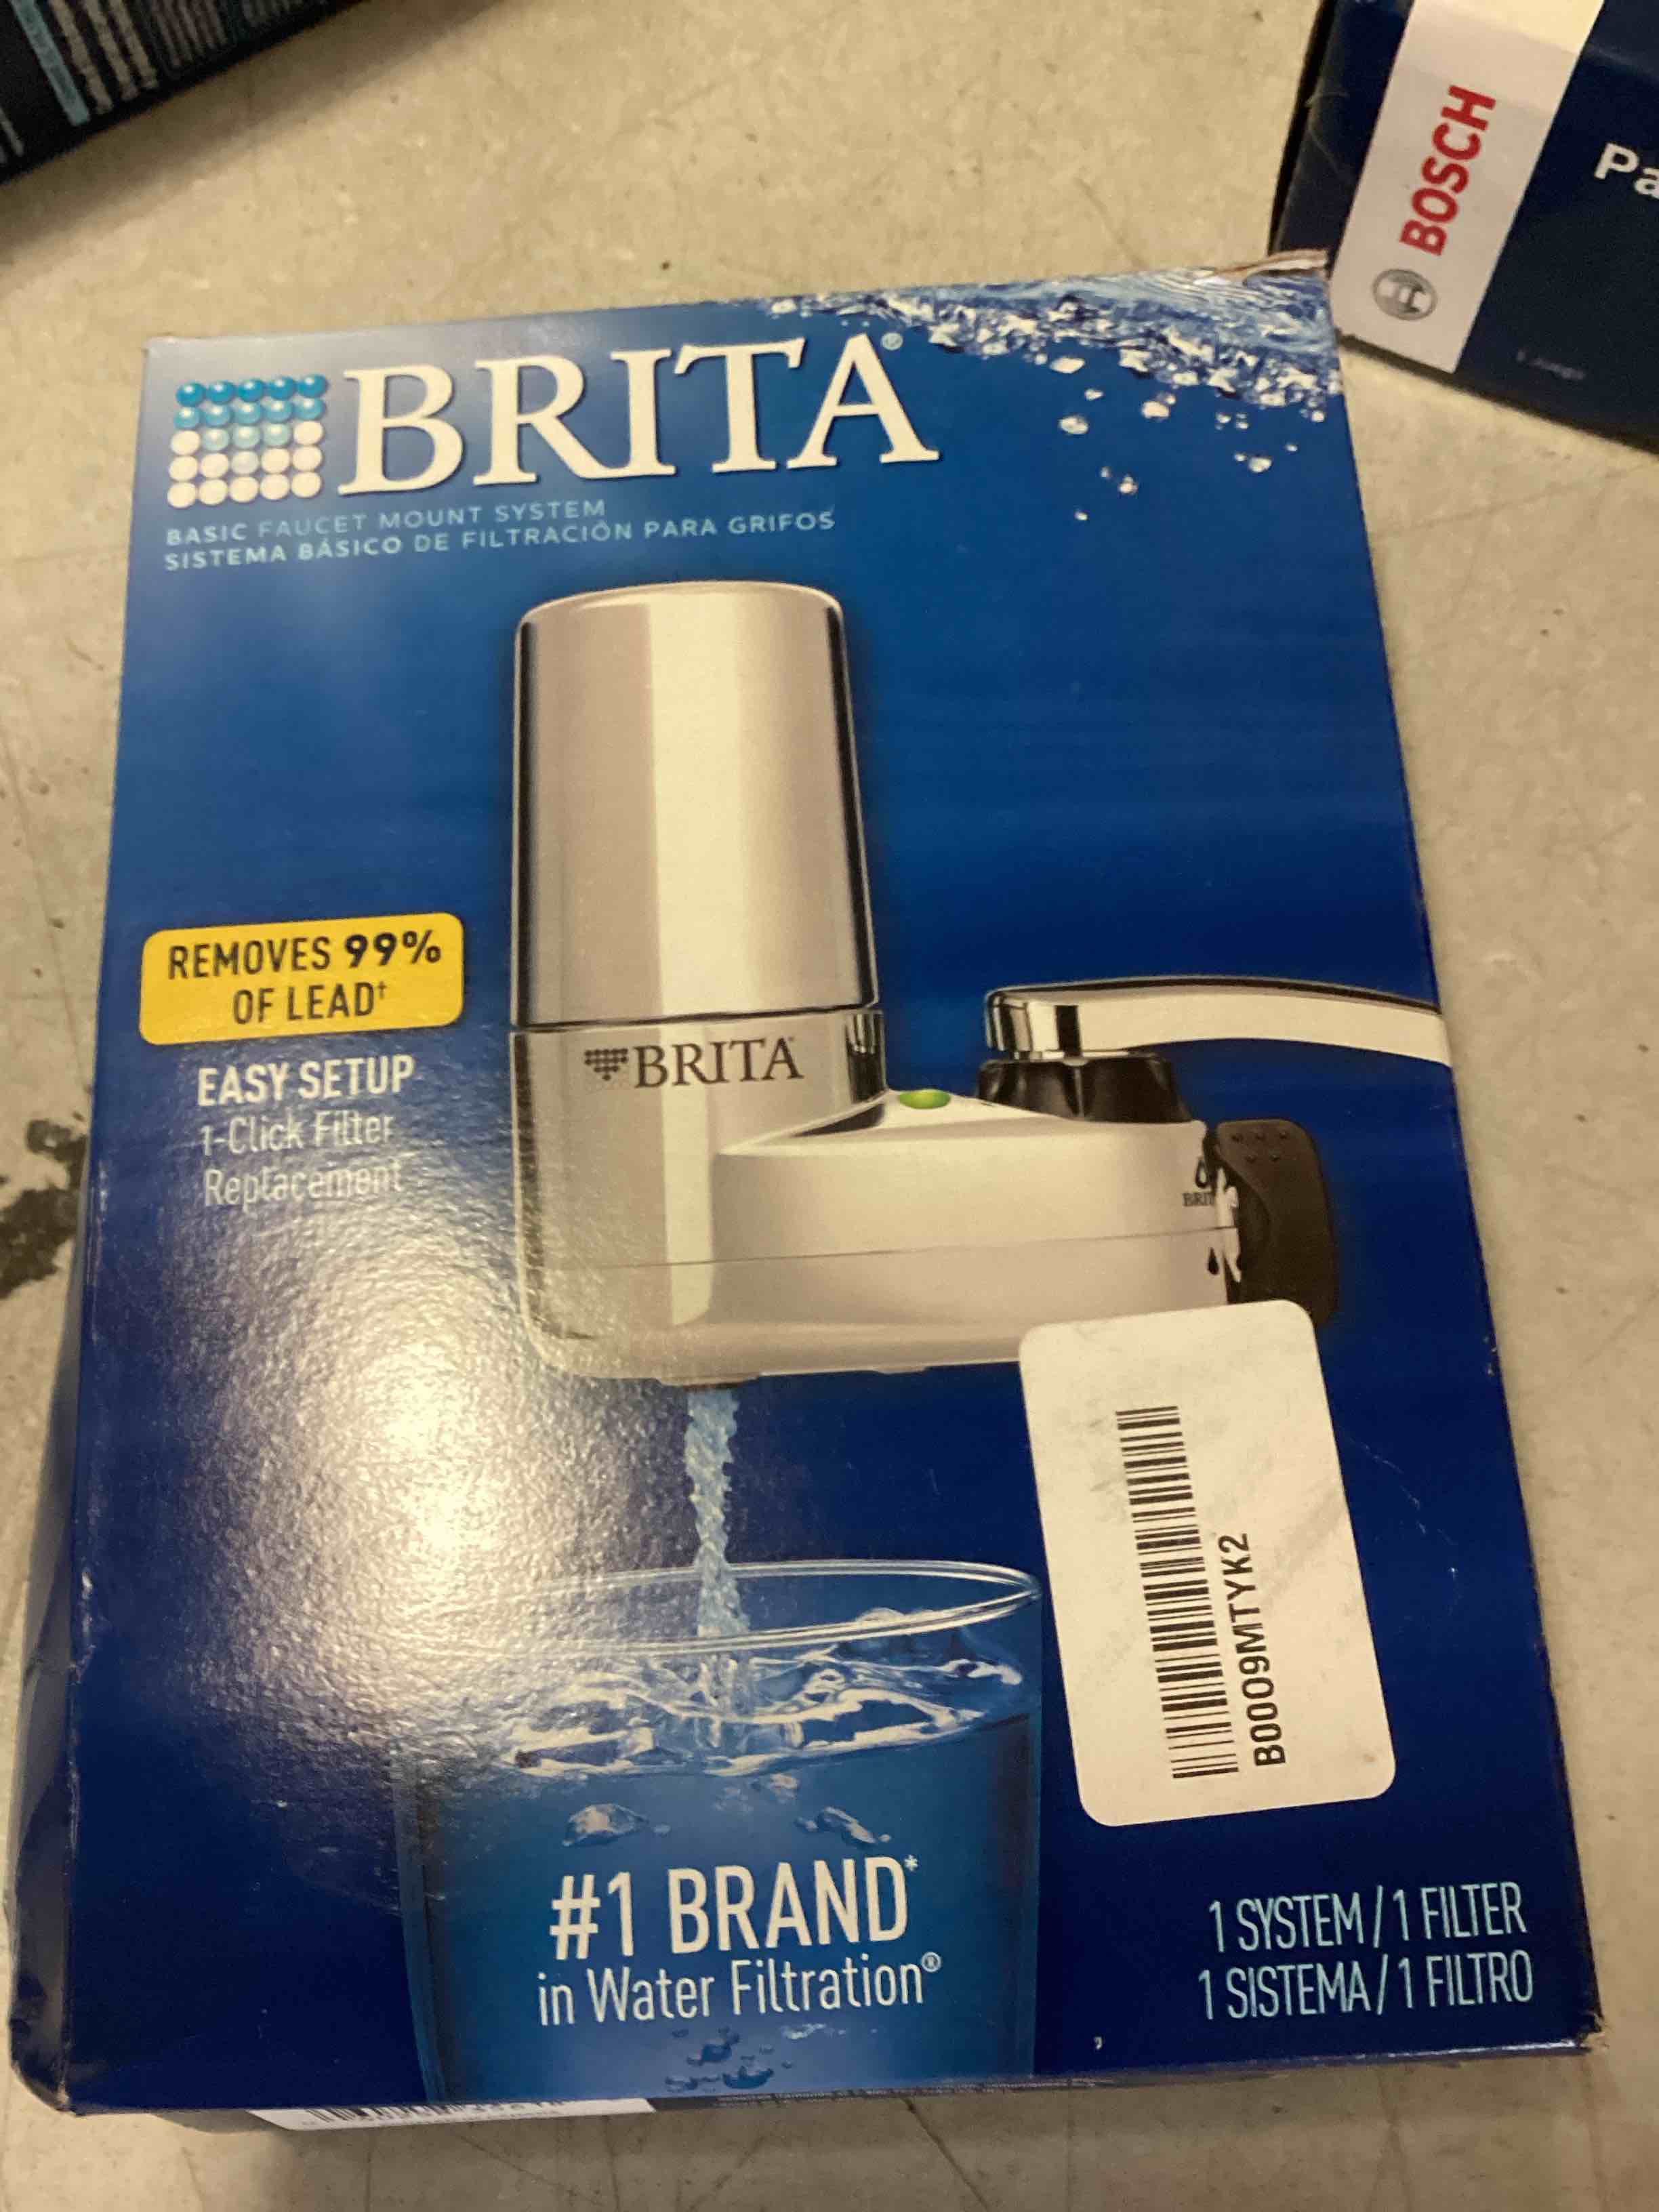 BOSCH
Pa
BRITA®
BASIC FAUCET MOUNT SYSTEM
SISTEMA BÁSICO DE FILTRACIÓN PARA GRIFOS
REMOVES 99%
OF LEAD†
EASY SETUP
1-Click Filter
Replacement
BRITA
BRIT
B0009MTYK2
#1 BRAND*
in Water Filtration®
1 SYSTEM / 1 FILTER
1 SISTEMA / 1 FILTRO